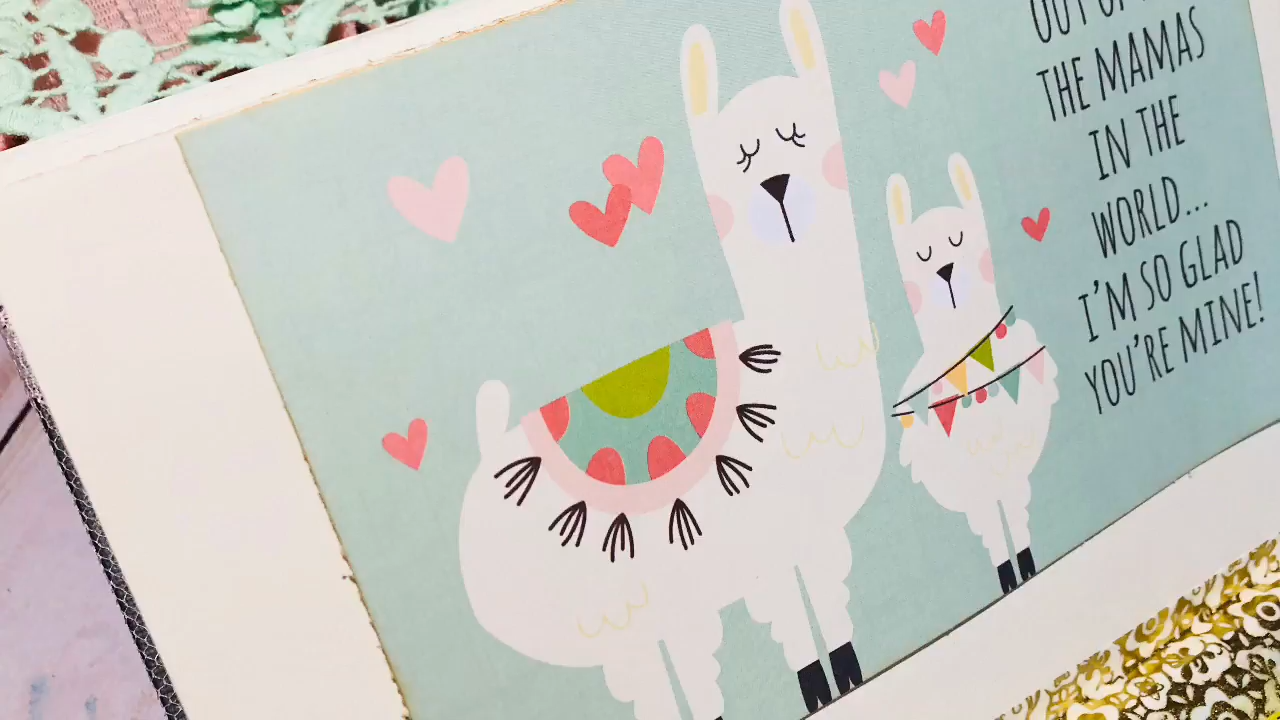 THE MAMAS
IN THE
WORLD...
I'M SO GLAD
YOU'RE MINE!